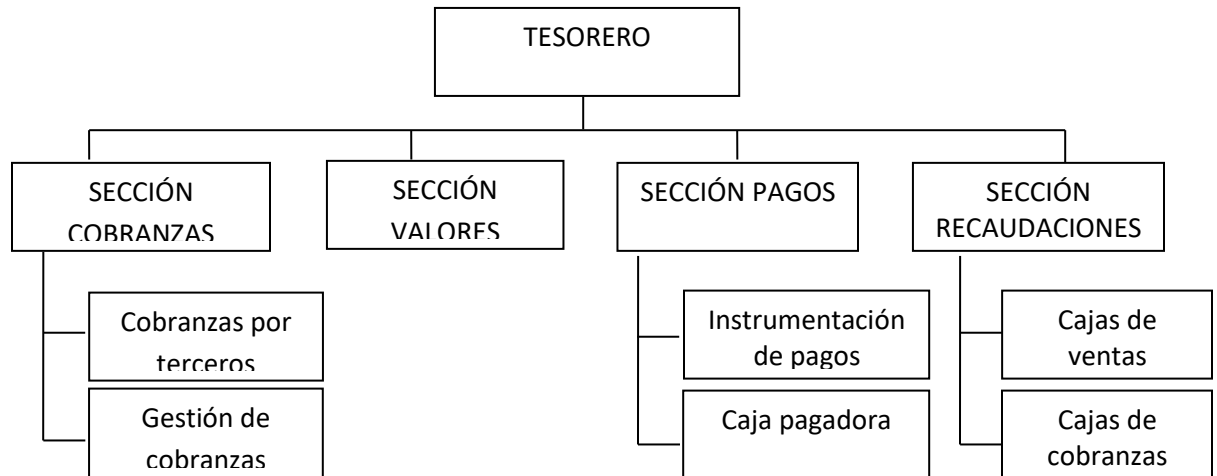 TESORERO
SECCIÓN
COBRANZAS
SECCIÓN
VALORES
SECCIÓN PAGOS
SECCIÓN
RECAUDACIONES
Cobranzas por
terceros
Gestión de
cobranzas
Instrumentación
de pagos
Caja pagadora
Cajas de
ventas
Cajas de
cobranzas